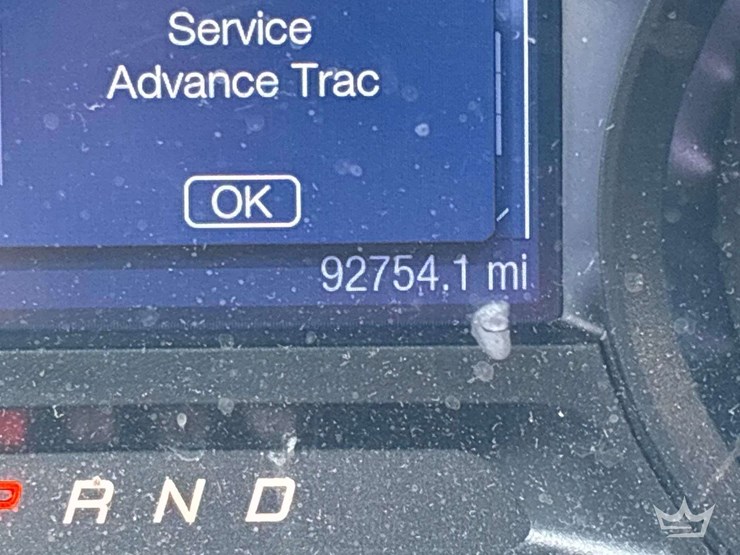 Service
Advance Trac
OK
92754.1 mi
P R N D